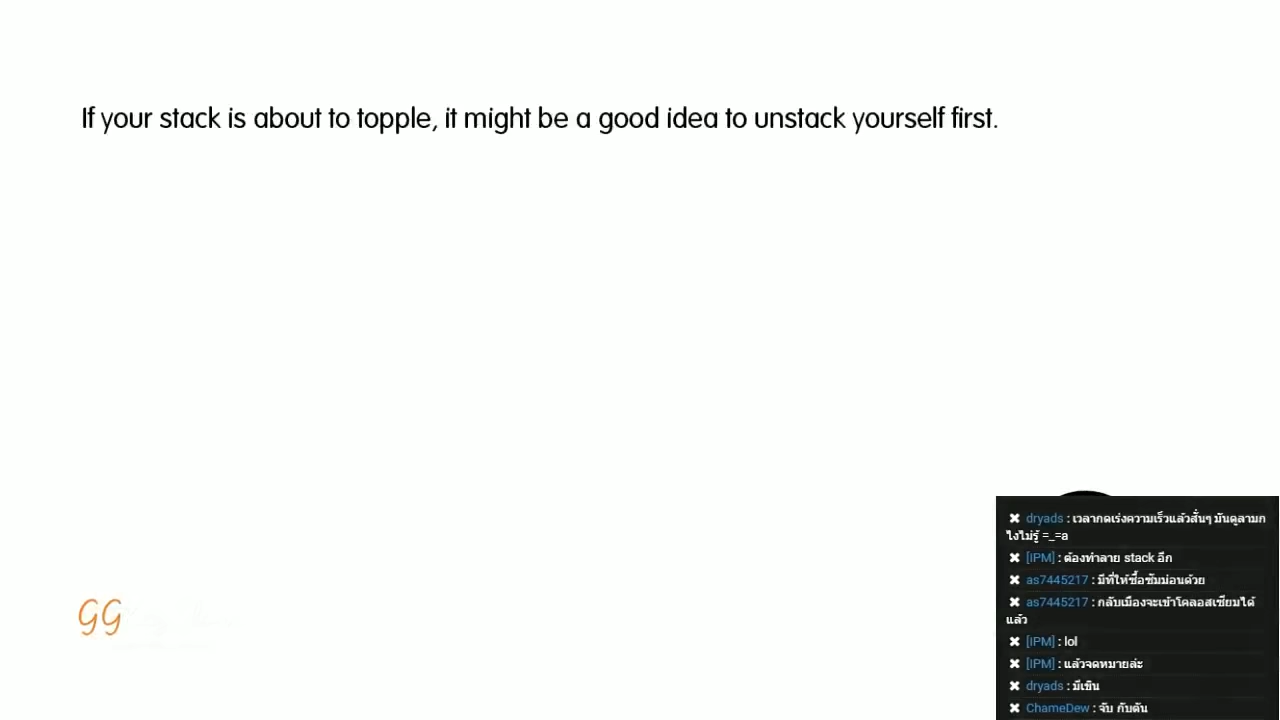 If your stack is about to topple, it might be a good idea to unstack yourself first.
GG
✖ dryads : เวลากดเร่งความเร็วแล้วสั่นๆ มันดูลามก
ไงไม่รู้ =_=a
✖ [IPM] : ต้องทำลาย stack อีก
✖ as7445217 : มีที่ให้ซื้อซัมม่อนด้วย
✖ as7445217 : กลับเมืองจะเข้าโคลอสเซียมได้
แล้ว
✖ [IPM] : lol
✖ [IPM] : แล้วจดหมายล่ะ
✖ dryads : มีเขิน
✖ ChameDew : จับ กับดัน